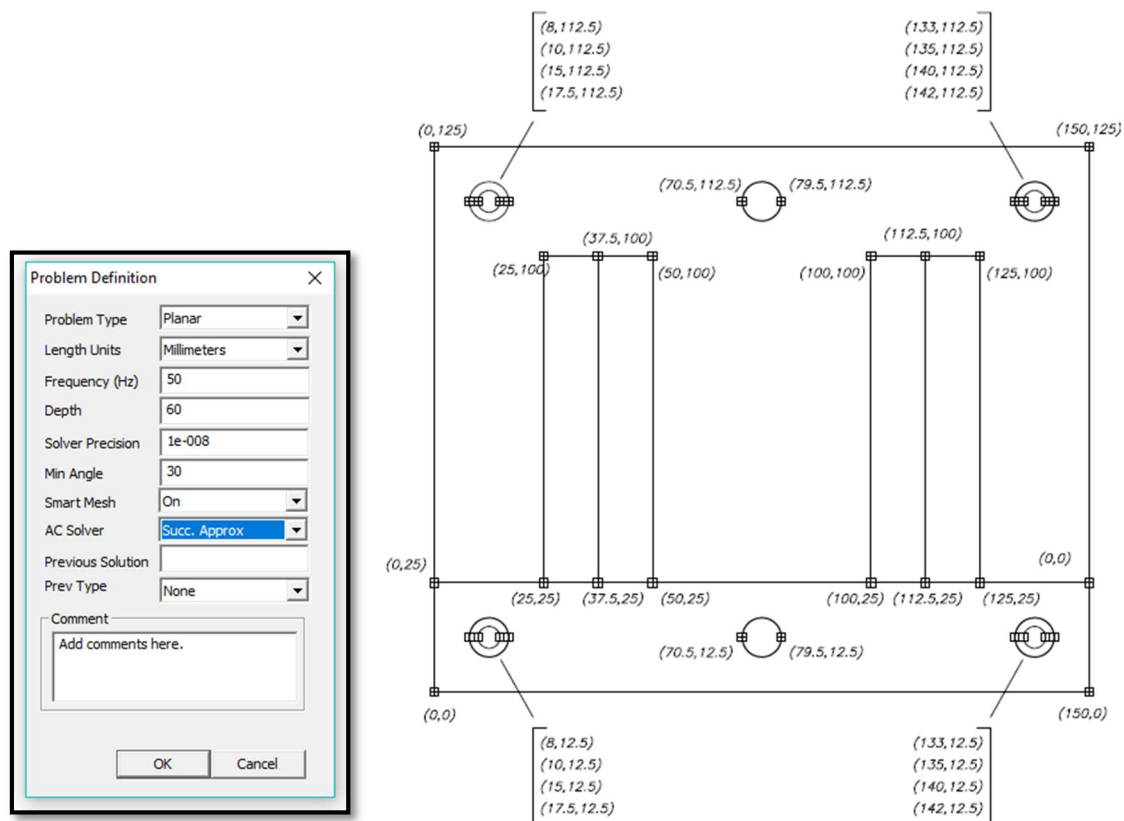 Problem Definition
Problem Type Planar
Length Units Millimeters
Frequency (Hz) 50
Depth 60
Solver Precision 1e-008
Min Angle 30
Smart Mesh On
AC Solver Succ. Approx
Previous Solution
Prev Type None
Comment
Add comments here.
OK Cancel
(8,112.5)
(10,112.5)
(15,112.5)
(17.5,112.5)
(133,112.5)
(135,112.5)
(140,112.5)
(142,112.5)
(0,125)
(150,125)
(70.5,112.5)
(79.5,112.5)
(37.5,100)
(112.5,100)
(25,100)
(50,100)
(100,100)
(125,100)
(0,25)
(0,0)
(25,25)
(37.5,25)
(50,25)
(100,25)
(112.5,25)
(125,25)
(70.5,12.5)
(79.5,12.5)
(0,0)
(150,0)
(8,12.5)
(10,12.5)
(15,12.5)
(17.5,12.5)
(133,12.5)
(135,12.5)
(140,12.5)
(142,12.5)